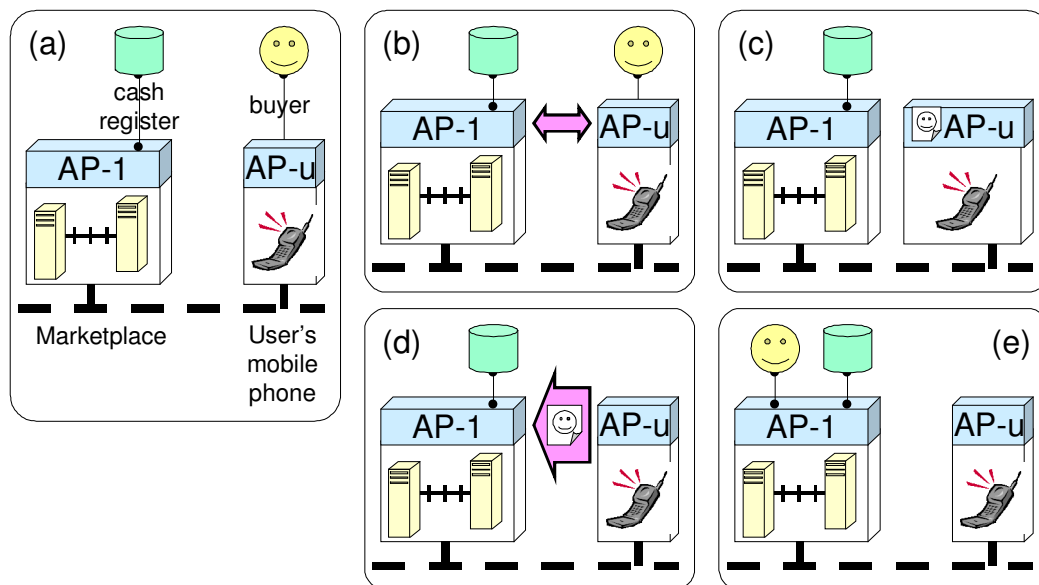 (a)
cash
register
buyer
AP-1
AP-u
Marketplace
User's
mobile
phone
(b)
AP-1
AP-u
(c)
AP-1
AP-u
(d)
AP-1
AP-u
(e)
AP-1
AP-u